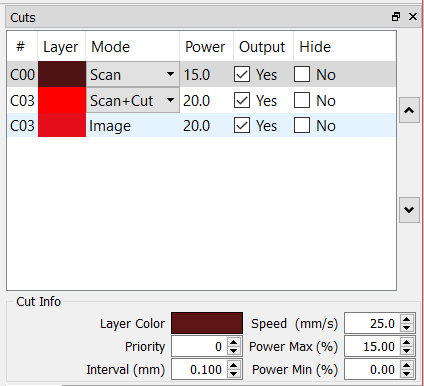 Cuts
# Layer Mode Power Output Hide
C00 Scan 15.0 Yes No
C03 Scan+Cut 20.0 Yes No
C03 Image 20.0 Yes No
Cut Info
Layer Color Speed (mm/s) 25.0
Priority 0 Power Max (%) 15.00
Interval (mm) 0.100 Power Min (%) 0.00